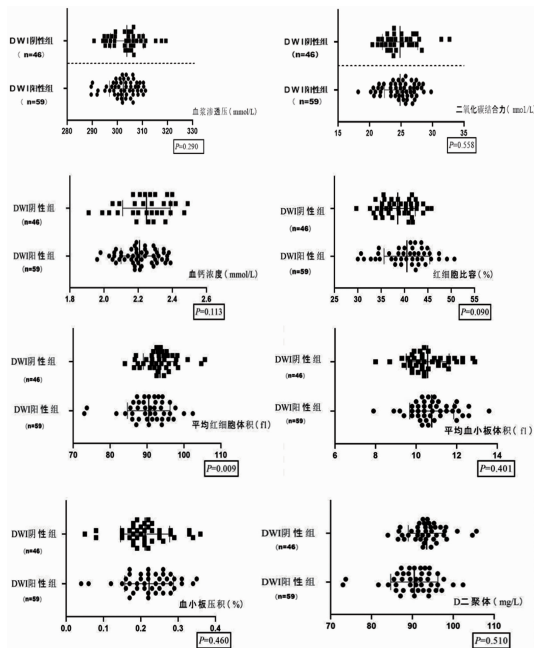 DWI阴性组
( n=46)
DWI阳性组
( n=59)
血浆渗透压(mmol/L)
280 290 300 310 320 330
P=0.290
DWI阴性组
(n=46)
DWI阳性组
( n=59)
二氧化碳结合力( mmol/L)
15 20 25 30 35
P=0.558
DWI阴性组
(n=46)
DWI阳性组
(n=59)
血钙浓度(mmol/L)
1.8 2.0 2.2 2.4 2.6
P=0.113
DWI阴性组
(n=46)
DWI阳性组
(n=59)
红细胞比容(%)
25 30 35 40 45 50 55
P=0.090
DWI阴性组
(n=46)
DWI阳性组
(n=59)
平均红细胞体积(fl)
70 80 90 100 110
P=0.009
DWI阴性组
(n=46)
DWI阳性组
(n=59)
平均血小板体积( fl)
6 8 10 12 14
P=0.401
DWI阴性组
(n=46)
DWI阳性组
(n=59)
血小板压积(%)
0.0 0.1 0.2 0.3 0.4
P=0.460
DWI阴性组
(n=46)
DWI阳性组
(n=59)
D二聚体(mg/L)
70 80 90 100 110
P=0.510